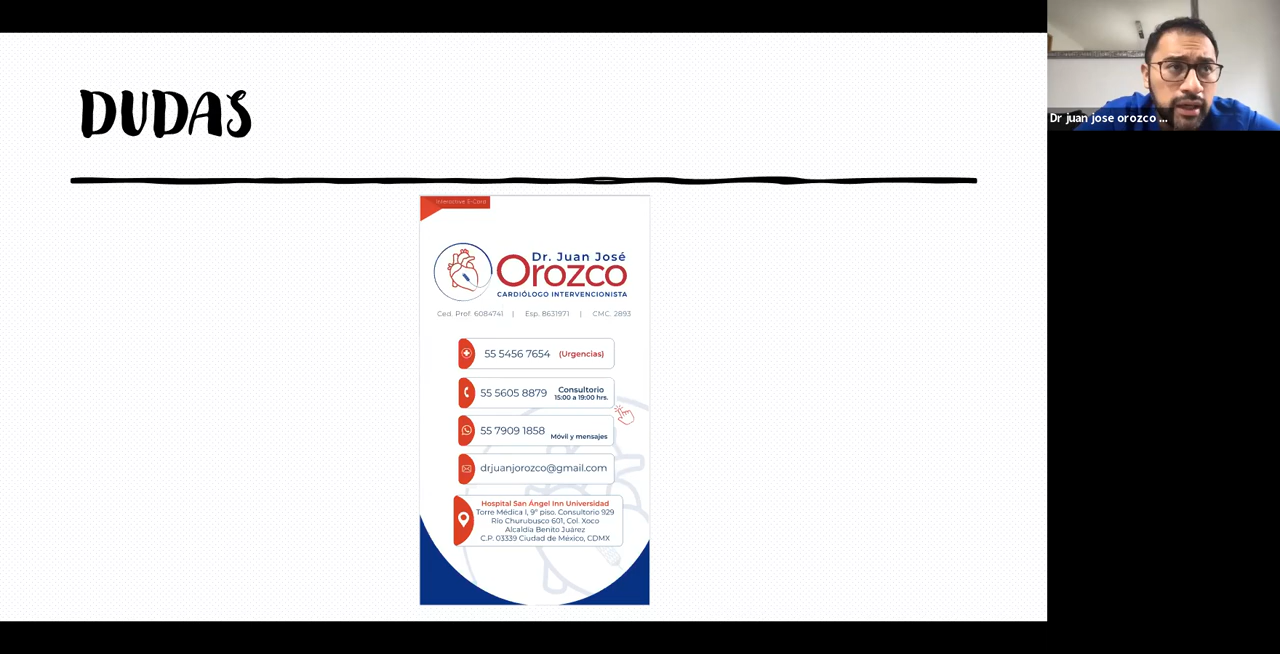 DUDAS
Interactive E-Card
Dr. Juan José
Orozco
CARDIÓLOGO INTERVENCIONISTA
Ced. Prof. 6084741 | Esp. 8631971 | CMC. 2893
55 5456 7654 (Urgencias)
55 5605 8879 Consultorio
15:00 a 19:00 hrs.
55 7909 1858 Móvil y mensajes
drjuanjorozco@gmail.com
Hospital San Ángel Inn Universidad
Torre Médica I, 9º piso. Consultorio 929
Río Churubusco 601, Col. Xoco
Alcaldía Benito Juárez
C.P. 03339 Ciudad de México, CDMX
Dr juan jose orozco ...